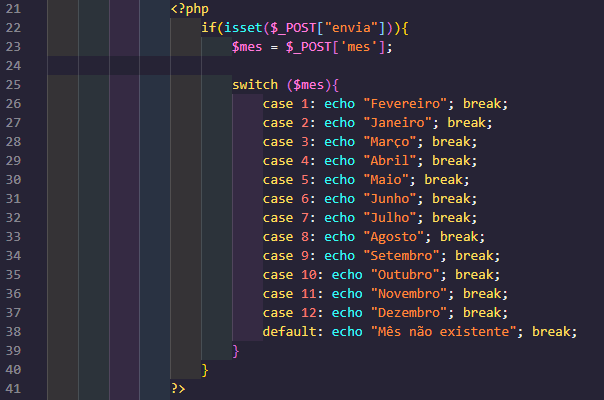 21 <?php
22 if(isset($_POST["envia"])){
23 $mes = $_POST['mes'];
24
25 switch ($mes){
26 case 1: echo "Fevereiro"; break;
27 case 2: echo "Janeiro"; break;
28 case 3: echo "Março"; break;
29 case 4: echo "Abril"; break;
30 case 5: echo "Maio"; break;
31 case 6: echo "Junho"; break;
32 case 7: echo "Julho"; break;
33 case 8: echo "Agosto"; break;
34 case 9: echo "Setembro"; break;
35 case 10: echo "Outubro"; break;
36 case 11: echo "Novembro"; break;
37 case 12: echo "Dezembro"; break;
38 default: echo "Mês não existente"; break;
39 }
40 }
41 ?>